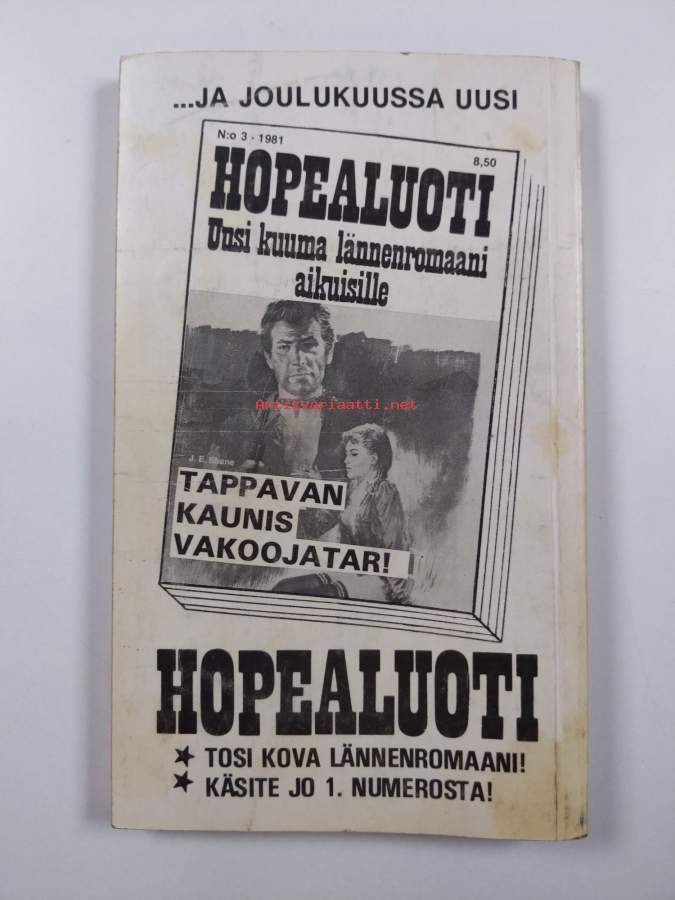 ...JA JOULUKUUSSA UUSI
N:o 3 - 1981
8,50
HOPEALUOTI
Uusi kuuma lännenromaani
aikuisille
Antikvariaatti.net
J. E. Shane
TAPPAVAN
KAUNIS
VAKOOJATAR!
HOPEALUOTI
★ TOSI KOVA LÄNNENROMAANI!
★ KÄSITE JO 1. NUMEROSTA!